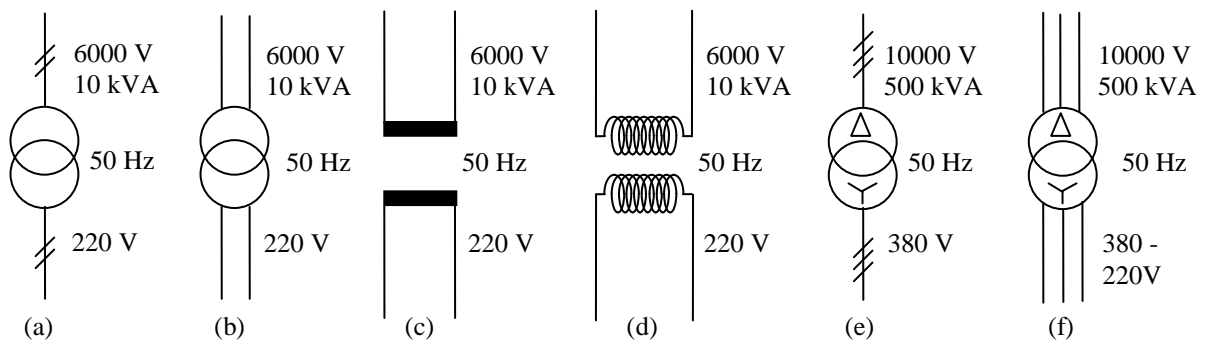 6000 V
10 kVA
50 Hz
220 V
(a)
6000 V
10 kVA
50 Hz
220 V
(b)
6000 V
10 kVA
50 Hz
220 V
(c)
6000 V
10 kVA
50 Hz
220 V
(d)
10000 V
500 kVA
50 Hz
380 V
(e)
10000 V
500 kVA
50 Hz
380 -
220V
(f)